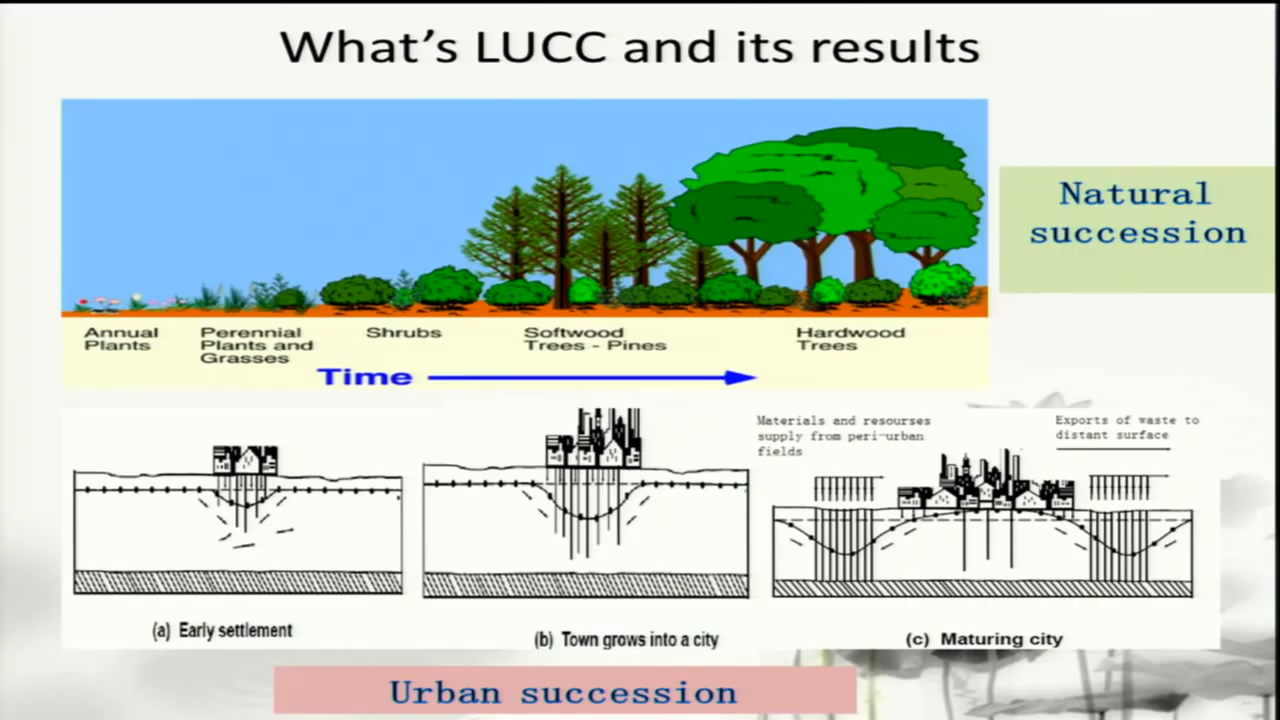 What's LUCC and its results
Natural
succession
Annual
Plants
Perennial
Plants and
Grasses
Shrubs
Softwood
Trees - Pines
Hardwood
Trees
Time
Materials and resourses
supply from peri-urban
fields
Exports of waste to
distant surface
(a) Early settlement
(b) Town grows into a city
(c) Maturing city
Urban succession